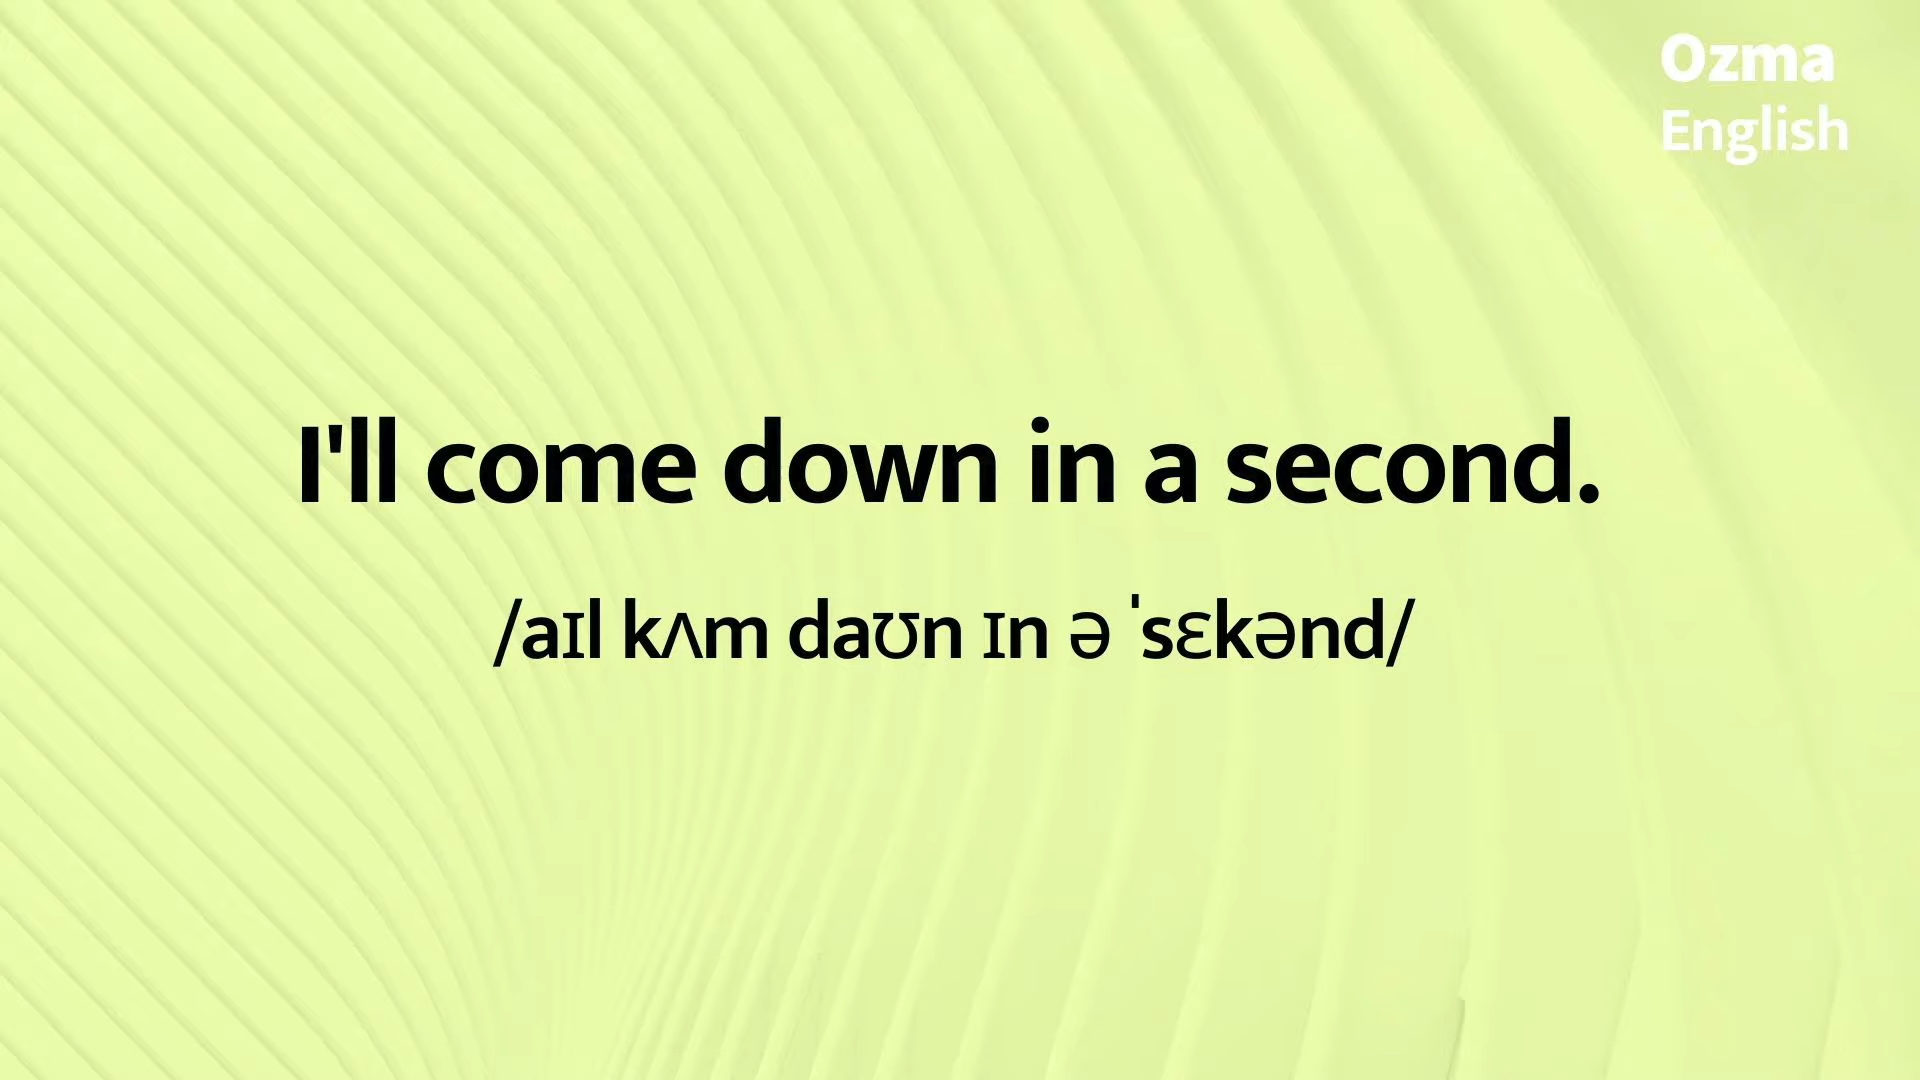 Ozma
English
I'll come down in a second.
/aɪl kʌm daʊn ɪn ə ˈsɛkənd/